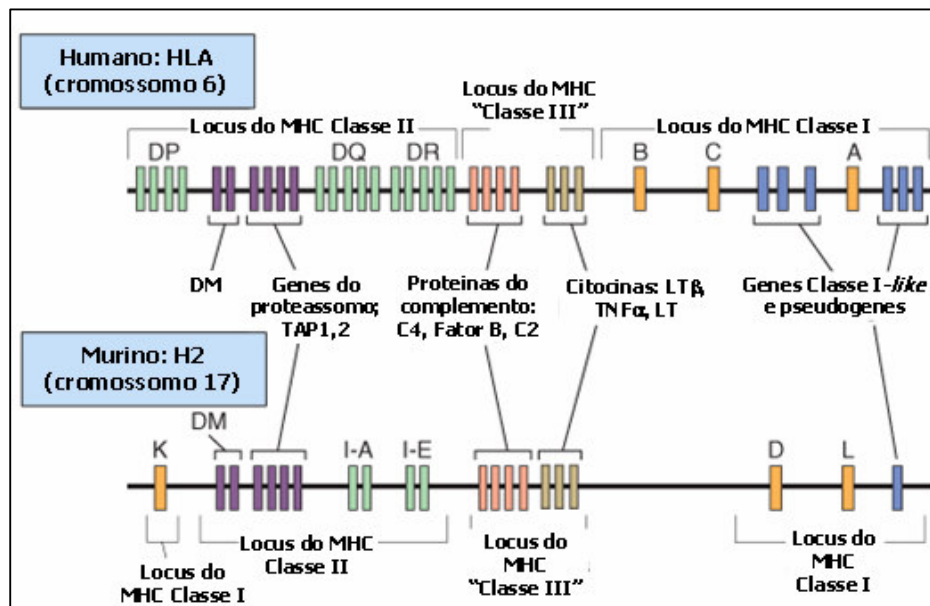 Humano: HLA
(cromossomo 6)
Locus do MHC
"Classe III"
Locus do MHC Classe II
Locus do MHC Classe I
DP
DQ
DR
B
C
A
DM
Genes do
proteassomo;
TAP1,2
Proteínas do
complemento:
C4, Fator B, C2
Citocinas: LTβ,
TNFα, LT
Genes Classe I-like
e pseudogenes
Murino: H2
(cromossomo 17)
K
DM
I-A
I-E
D
L
Locus do
MHC Classe I
Locus do MHC
Classe II
Locus do
MHC
"Classe III"
Locus do
MHC
Classe I